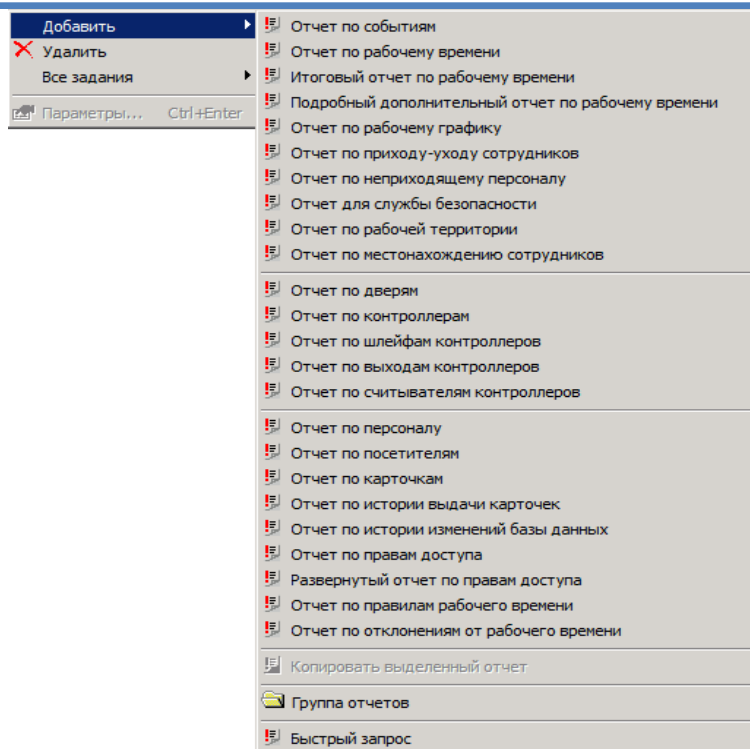 Добавить
Удалить
Все задания
Параметры... Ctrl+Enter
Отчет по событиям
Отчет по рабочему времени
Итоговый отчет по рабочему времени
Подробный дополнительный отчет по рабочему времени
Отчет по рабочему графику
Отчет по приходу-уходу сотрудников
Отчет по неприходящему персоналу
Отчет для службы безопасности
Отчет по рабочей территории
Отчет по местонахождению сотрудников
Отчет по дверям
Отчет по контроллерам
Отчет по шлейфам контроллеров
Отчет по выходам контроллеров
Отчет по считывателям контроллеров
Отчет по персоналу
Отчет по посетителям
Отчет по карточкам
Отчет по истории выдачи карточек
Отчет по истории изменений базы данных
Отчет по правам доступа
Развернутый отчет по правам доступа
Отчет по правилам рабочего времени
Отчет по отклонениям от рабочего времени
Копировать выделенный отчет
Группа отчетов
Быстрый запрос